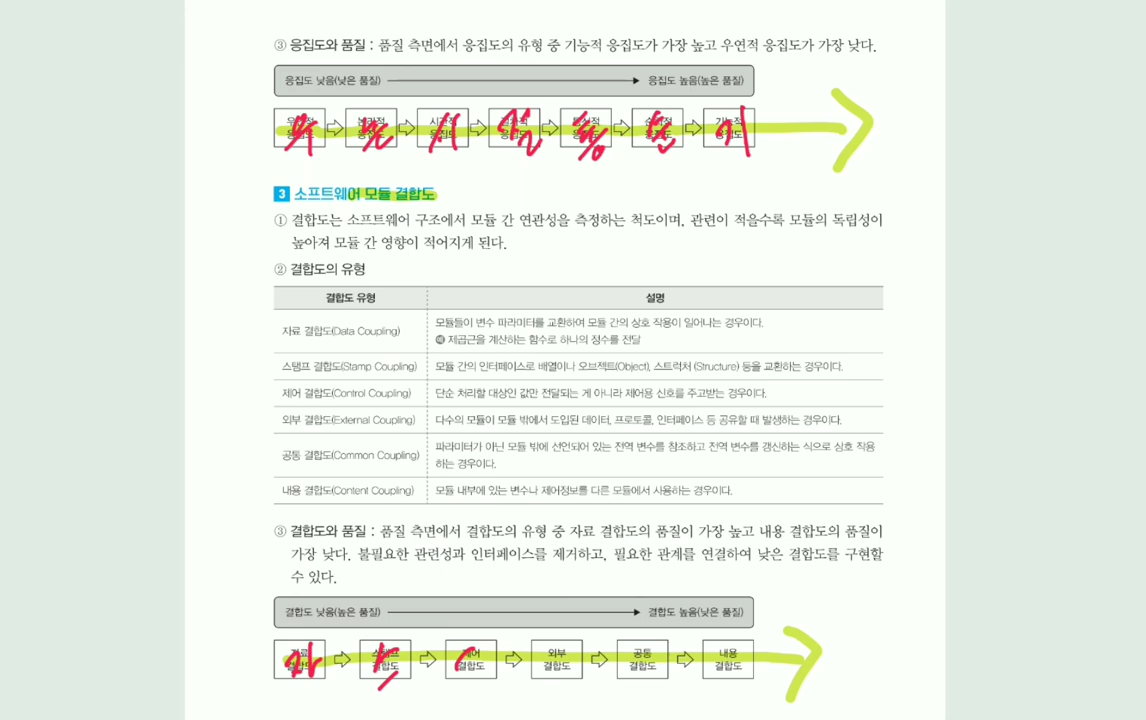 ③ 응집도와 품질 : 품질 측면에서 응집도의 유형 중 기능적 응집도가 가장 높고 우연적 응집도가 가장 낮다.
응집도 낮음(낮은 품질) 응집도 높음(높은 품질)
우 논 시 절 통 순 기
3 소프트웨어 모듈 결합도
① 결합도는 소프트웨어 구조에서 모듈 간 연관성을 측정하는 척도이며, 관련이 적을수록 모듈의 독립성이
높아져 모듈 간 영향이 적어지게 된다.
② 결합도의 유형
결합도 유형 설명
자료 결합도(Data Coupling) 모듈들이 변수 파라미터를 교환하여 모듈 간의 상호 작용이 일어나는 경우이다.
예 제곱근을 계산하는 함수로 하나의 정수를 전달
스탬프 결합도(Stamp Coupling) 모듈 간의 인터페이스로 배열이나 오브젝트(Object), 스트럭처 (Structure) 등을 교환하는 경우이다.
제어 결합도(Control Coupling) 단순 처리할 대상인 값만 전달되는 게 아니라 제어용 신호를 주고받는 경우이다.
외부 결합도(External Coupling) 다수의 모듈이 모듈 밖에서 도입된 데이터, 프로토콜, 인터페이스 등 공유할 때 발생하는 경우이다.
공통 결합도(Common Coupling) 파라미터가 아닌 모듈 밖에 선언되어 있는 전역 변수를 참조하고 전역 변수를 갱신하는 식으로 상호 작용
하는 경우이다.
내용 결합도(Content Coupling) 모듈 내부에 있는 변수나 제어정보를 다른 모듈에서 사용하는 경우이다.
③ 결합도와 품질 : 품질 측면에서 결합도의 유형 중 자료 결합도의 품질이 가장 높고 내용 결합도의 품질이
가장 낮다. 불필요한 관련성과 인터페이스를 제거하고, 필요한 관계를 연결하여 낮은 결합도를 구현할
수 있다.
결합도 낮음(높은 품질) 결합도 높음(낮은 품질)
자 스 외부 공통 내용
결합도 결합도 결합도 결합도 결합도